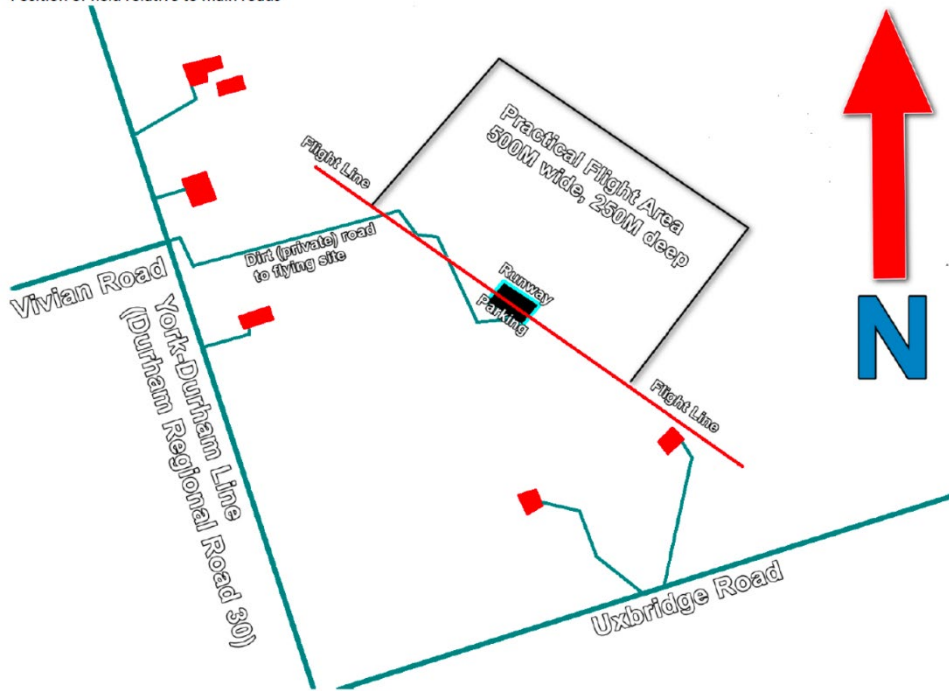 Practical Flight Area
500M wide, 250M deep
Flight Line
Dirt (private) road
to flying site
Runway
Parking
Vivian Road
York-Durham Line
(Durham Regional Road 30)
Flight Line
Uxbridge Road
N